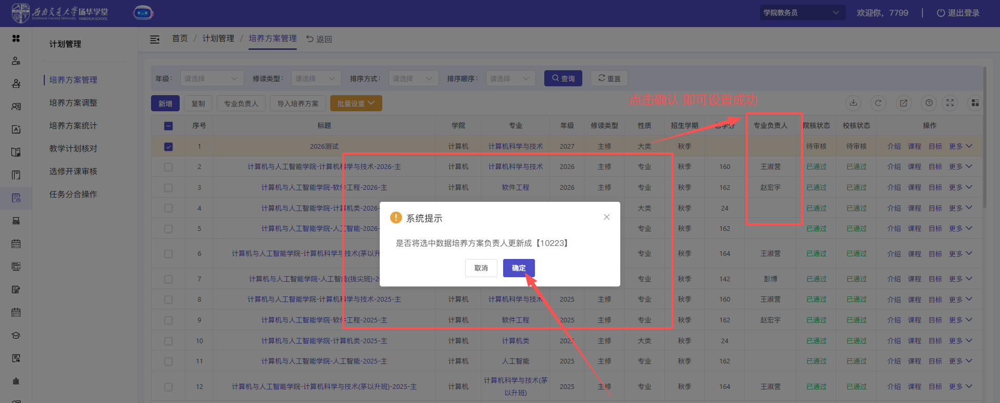 西南交通大学 扬华学堂
Southwest Jiaotong University YANGHUA SCHOOL
学院教务员 欢迎你，7799 | 退出登录
计划管理
培养方案管理
培养方案调整
培养方案统计
教学计划核对
选修开课审核
任务分合操作
首页 / 计划管理 / 培养方案管理 返回
年级： 请选择 修读类型： 请选择 排序方式： 请选择 排序顺序： 请选择 查询 重置
新增 复制 专业负责人 导入培养方案 批量设置
点击确认 即可设置成功
序号 标题 学院 专业 年级 修读类型 性质 招生学期 总学分 专业负责人 院核状态 校核状态 操作
1 2026测试 计算机 计算机科学与技术 2027 主修 大类 秋季 待审核 待审核 介绍 课程 目标 更多
2 计算机与人工智能学院-计算机科学与技术-2026-主 计算机 计算机科学与技术 2026 主修 专业 秋季 160 王淑营 已通过 已通过 介绍 课程 目标 更多
3 计算机与人工智能学院-软件工程-2026-主 计算机 软件工程 2026 主修 专业 秋季 162 赵宏宇 已通过 已通过 介绍 课程 目标 更多
4 计算机与人工智能学院-计算机类-2026- 大类 秋季 24 已通过 已通过 介绍 课程 目标 更多
5 计算机与人工智能学院-人工智能-2026- 专业 秋季 162 已通过 已通过 介绍 课程 目标 更多
6 计算机与人工智能学院-计算机科学与技术(茅以升 专业 秋季 164 王淑营 已通过 已通过 介绍 课程 目标 更多
7 计算机与人工智能学院-人工智能(拔尖班)-2 专业 秋季 142 彭博 已通过 已通过 介绍 课程 目标 更多
8 计算机与人工智能学院-计算机科学与技术-2025-主 计算机 计算机科学与技术 2025 主修 专业 秋季 160 王淑营 已通过 已通过 介绍 课程 目标 更多
9 计算机与人工智能学院-软件工程-2025-主 计算机 软件工程 2025 主修 专业 秋季 162 赵宏宇 已通过 已通过 介绍 课程 目标 更多
10 计算机与人工智能学院-计算机类-2025-主 计算机 计算机类 2025 主修 大类 秋季 24 已通过 已通过 介绍 课程 目标 更多
11 计算机与人工智能学院-人工智能-2025-主 计算机 人工智能 2025 主修 专业 秋季 162 已通过 已通过 介绍 课程 目标 更多
12 计算机与人工智能学院-计算机科学与技术(茅以升班)-2025-主 计算机 计算机科学与技术(茅以升班) 2025 主修 专业 秋季 164 王淑营 已通过 已通过 介绍 课程 目标 更多
系统提示
是否将选中数据培养方案负责人更新成【10223】
取消 确定